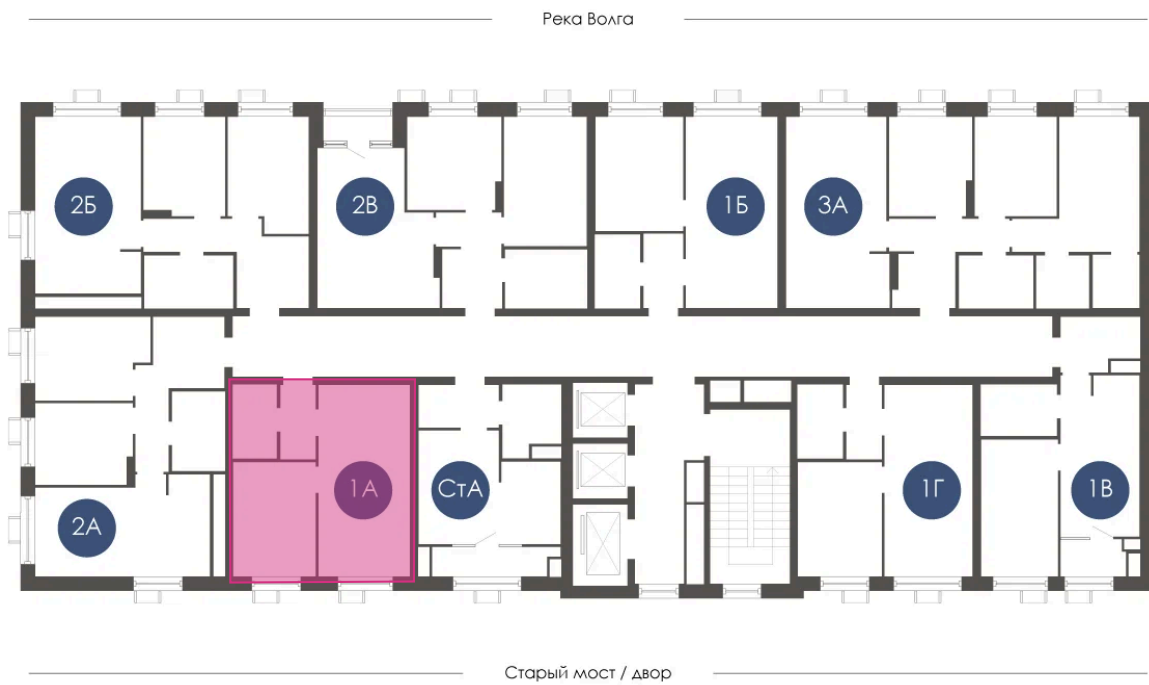 Река Волга
2Б
2В
1Б
3А
1А
СтА
1Г
1В
2А
Старый мост / двор